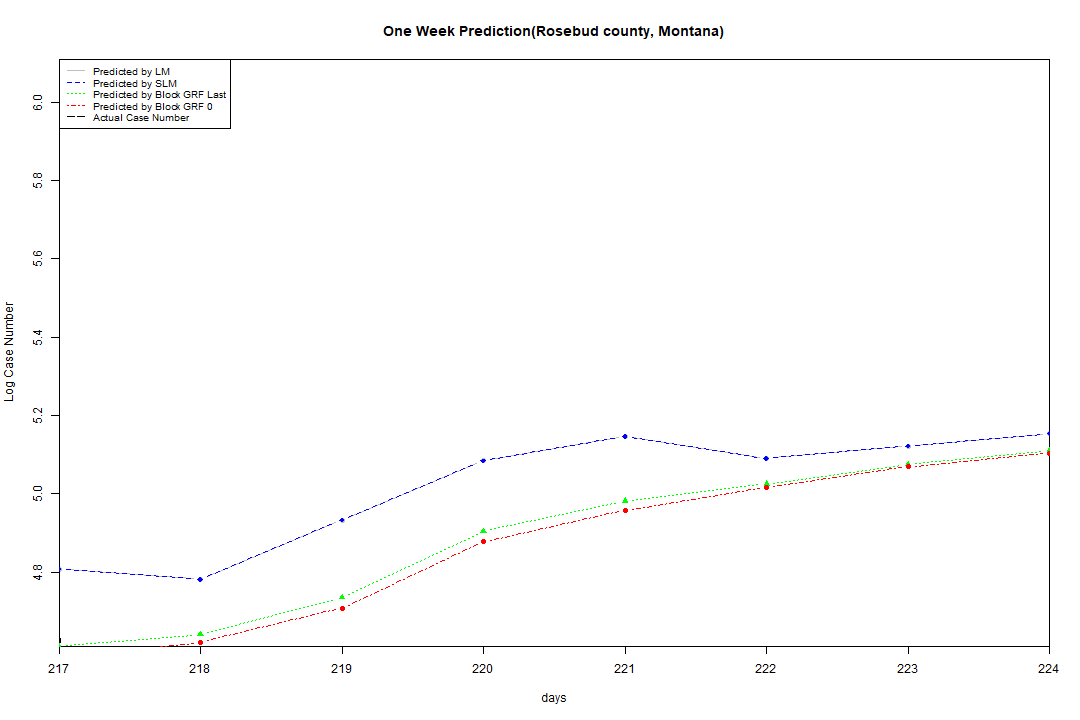 One Week Prediction(Rosebud county, Montana)
Predicted by LM
Predicted by SLM
Predicted by Block GRF Last
Predicted by Block GRF 0
Actual Case Number
6.0
5.8
5.6
5.4
5.2
5.0
4.8
Log Case Number
217 218 219 220 221 222 223 224
days